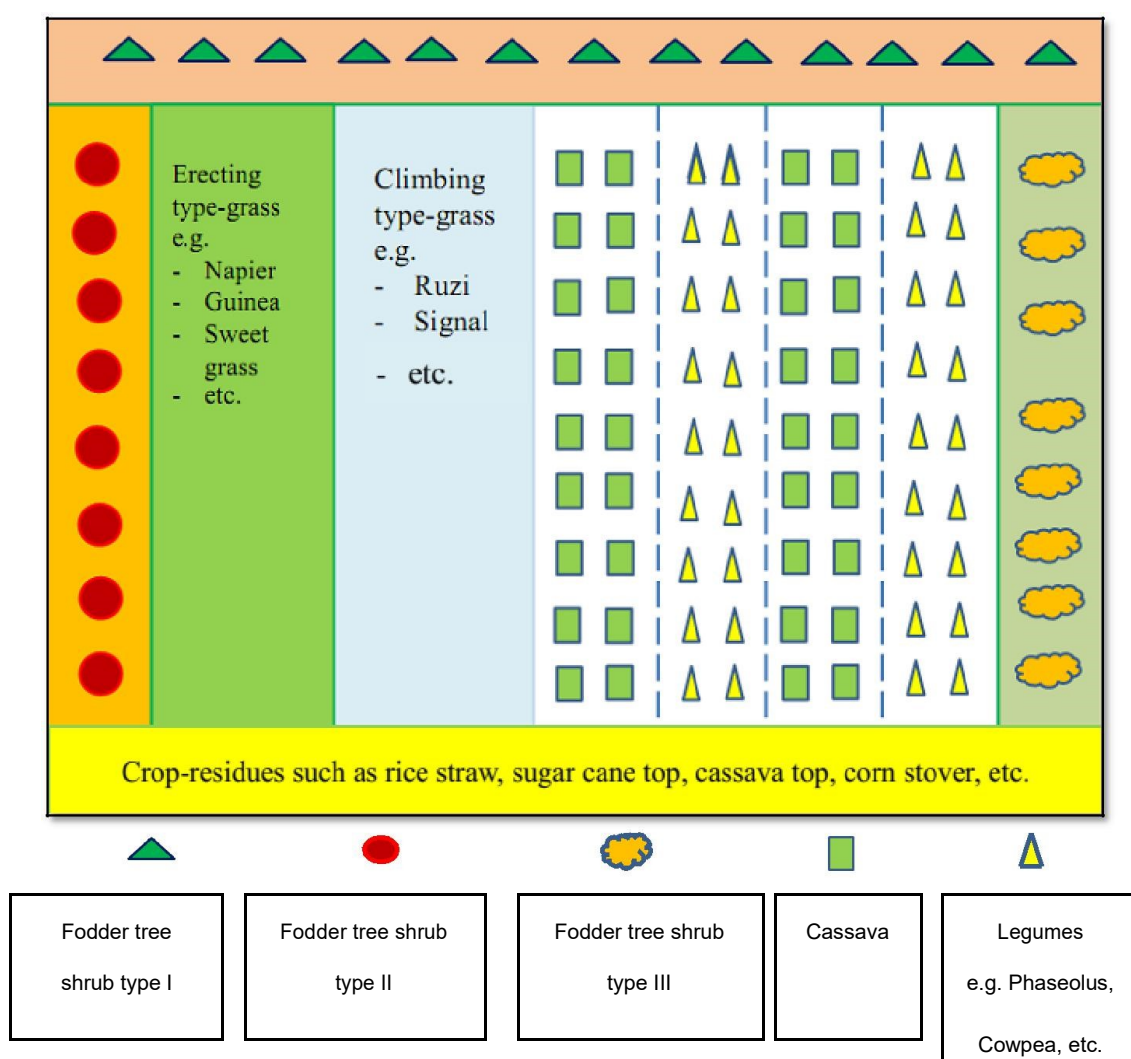 Erecting
type-grass
e.g.
- Napier
- Guinea
- Sweet
grass
- etc.
Climbing
type-grass
e.g.
- Ruzi
- Signal
- etc.
Crop-residues such as rice straw, sugar cane top, cassava top, corn stover, etc.
Fodder tree
shrub type I
Fodder tree shrub
type II
Fodder tree shrub
type III
Cassava
Legumes
e.g. Phaseolus,
Cowpea, etc.